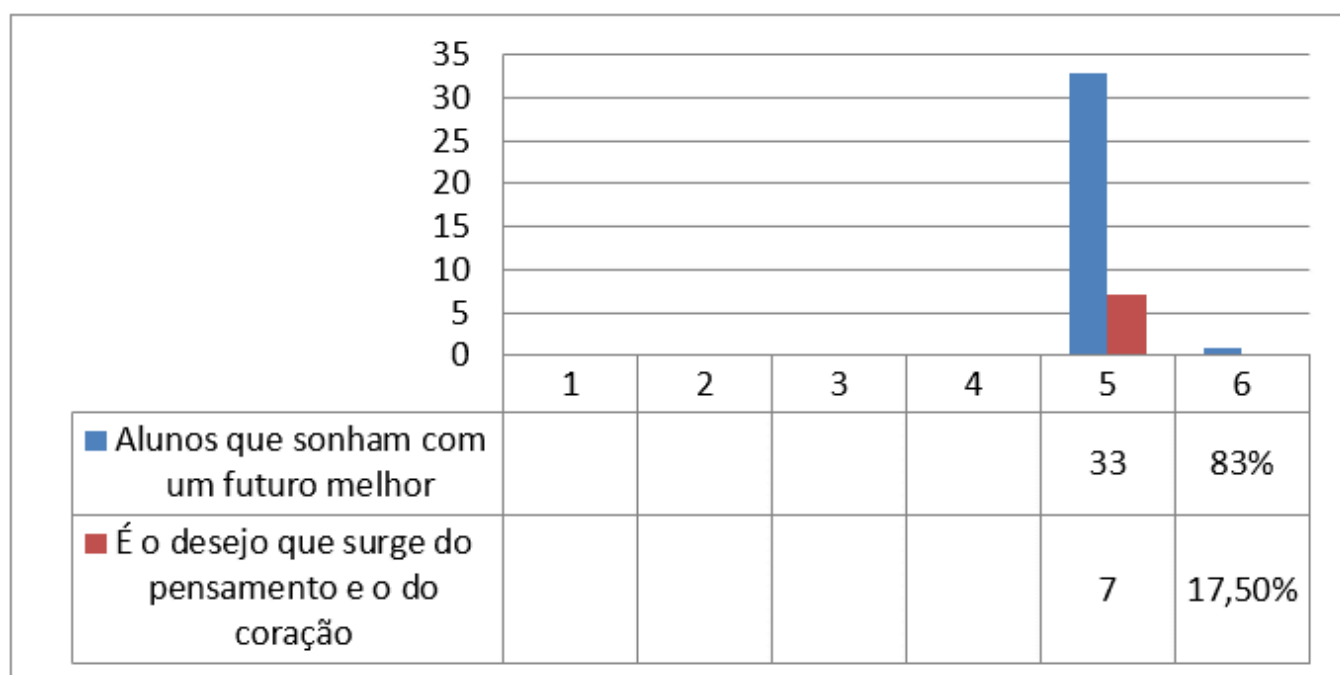 35
30
25
20
15
10
5
0
1 2 3 4 5 6
Alunos que sonham com
um futuro melhor
33 83%
É o desejo que surge do
pensamento e o do
coração
7 17,50%